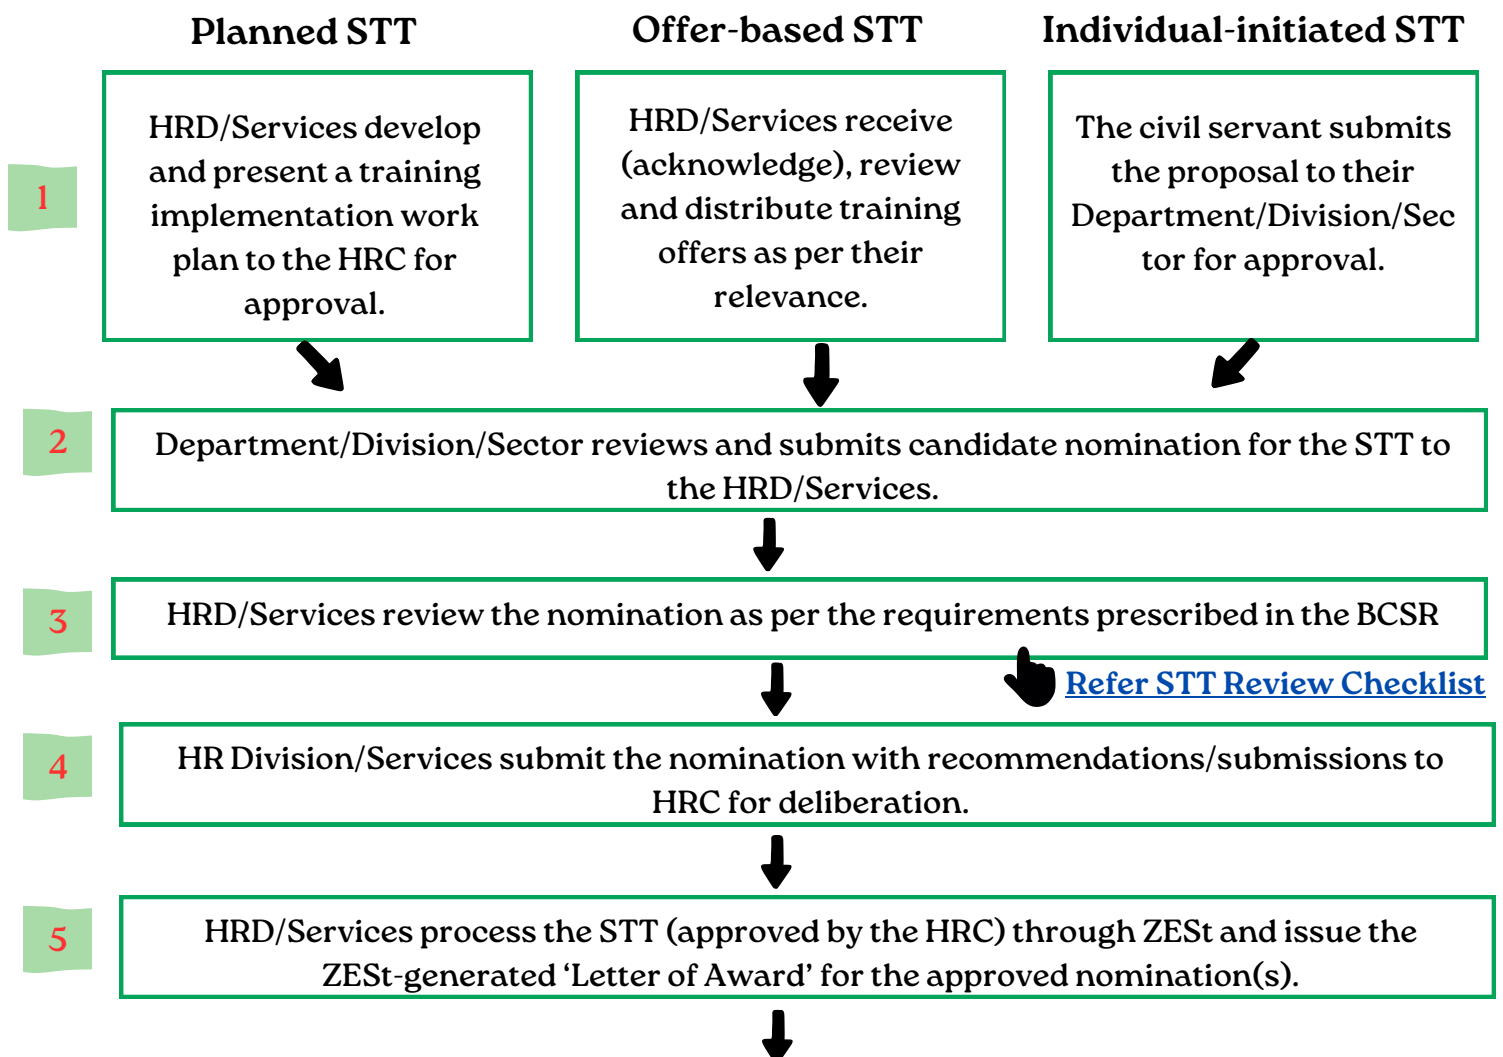 Planned STT
Offer-based STT
Individual-initiated STT
1
HRD/Services develop
and present a training
implementation work
plan to the HRC for
approval.
HRD/Services receive
(acknowledge), review
and distribute training
offers as per their
relevance.
The civil servant submits
the proposal to their
Department/Division/Sec
tor for approval.
2
Department/Division/Sector reviews and submits candidate nomination for the STT to
the HRD/Services.
3
HRD/Services review the nomination as per the requirements prescribed in the BCSR
Refer STT Review Checklist
4
HR Division/Services submit the nomination with recommendations/submissions to
HRC for deliberation.
5
HRD/Services process the STT (approved by the HRC) through ZESt and issue the
ZESt-generated ‘Letter of Award’ for the approved nomination(s).